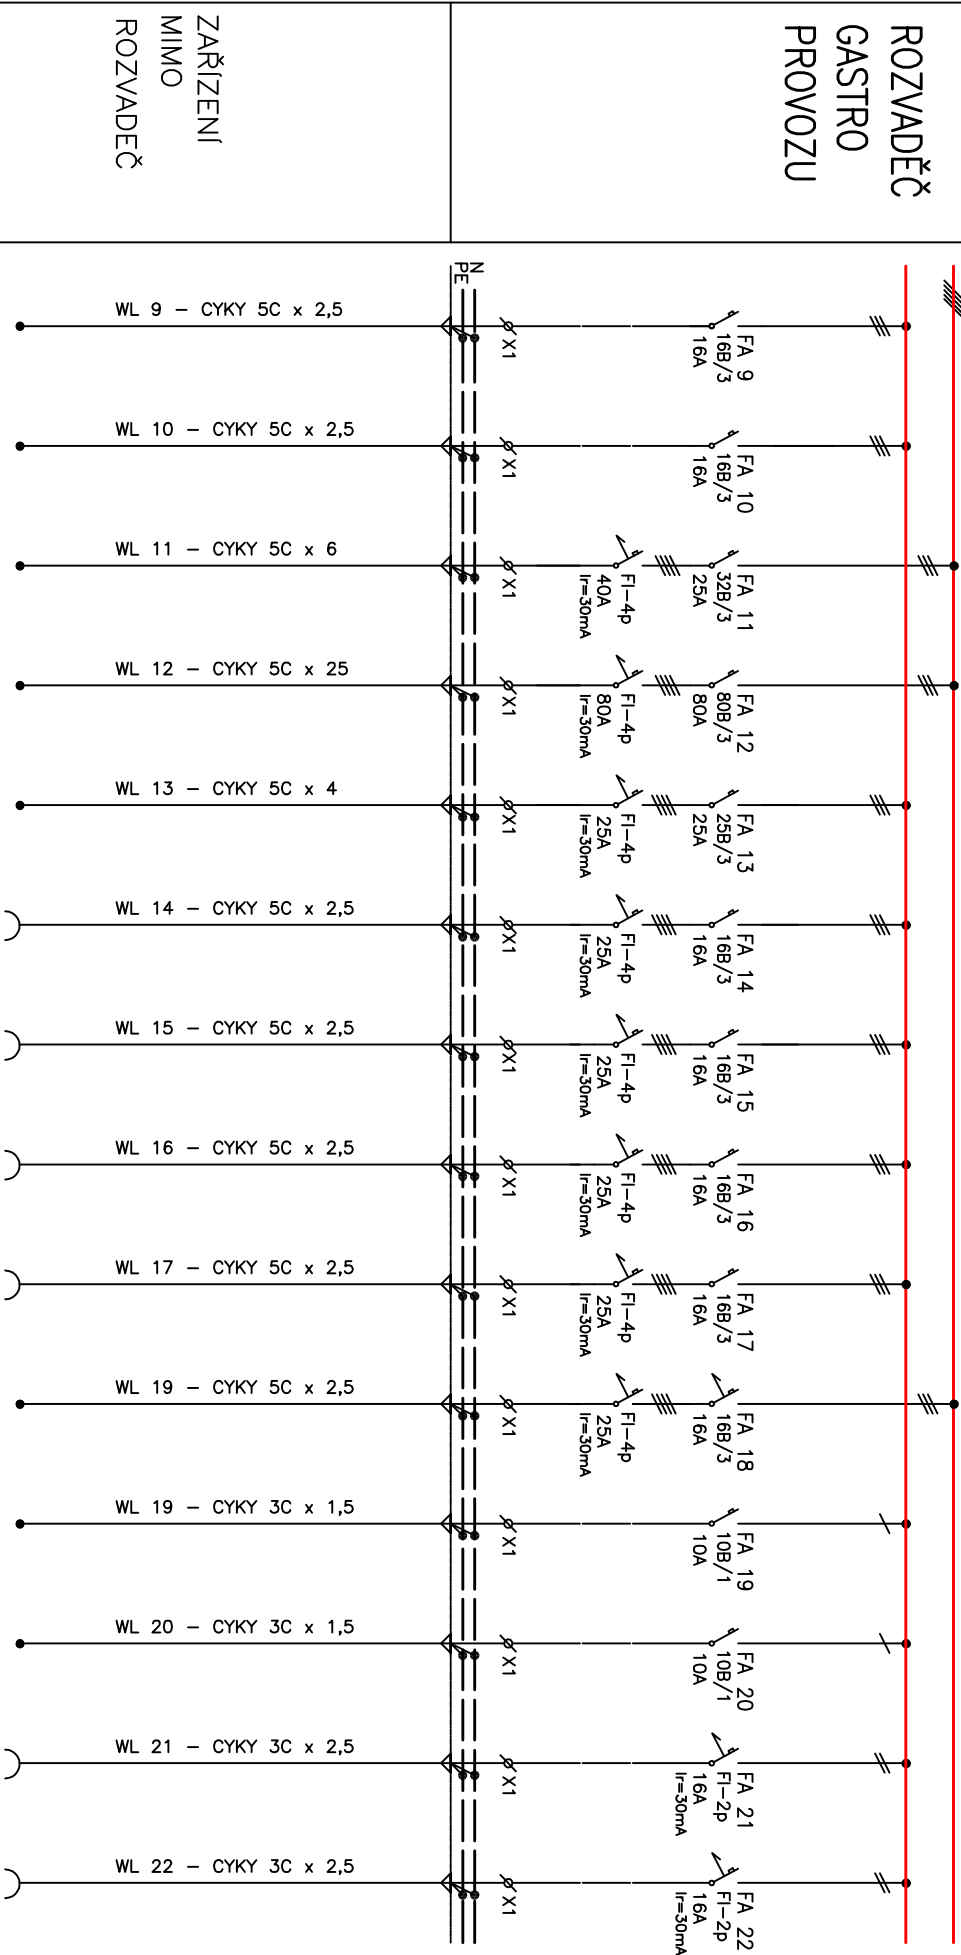 ROZVADĚČ
GASTRO
PROVOZU
ZAŘÍZENÍ
MIMO
ROZVADEČ
N
PE
FA 9
16B/3
16A
X1
WL 9 - CYKY 5C x 2,5
FA 10
16B/3
16A
X1
WL 10 - CYKY 5C x 2,5
FA 11
32B/3
25A
FI-4p
40A
Ir=30mA
X1
WL 11 - CYKY 5C x 6
FA 12
80B/3
80A
FI-4p
80A
Ir=30mA
X1
WL 12 - CYKY 5C x 25
FA 13
25B/3
25A
FI-4p
25A
Ir=30mA
X1
WL 13 - CYKY 5C x 4
FA 14
16B/3
16A
FI-4p
25A
Ir=30mA
X1
WL 14 - CYKY 5C x 2,5
FA 15
16B/3
16A
FI-4p
25A
Ir=30mA
X1
WL 15 - CYKY 5C x 2,5
FA 16
16B/3
16A
FI-4p
25A
Ir=30mA
X1
WL 16 - CYKY 5C x 2,5
FA 17
16B/3
16A
FI-4p
25A
Ir=30mA
X1
WL 17 - CYKY 5C x 2,5
FA 18
16B/3
16A
FI-4p
25A
Ir=30mA
X1
WL 19 - CYKY 5C x 2,5
FA 19
10B/1
10A
X1
WL 19 - CYKY 3C x 1,5
FA 20
10B/1
10A
X1
WL 20 - CYKY 3C x 1,5
FA 21
FI-2p
16A
Ir=30mA
X1
WL 21 - CYKY 3C x 2,5
FA 22
FI-2p
16A
Ir=30mA
X1
WL 22 - CYKY 3C x 2,5